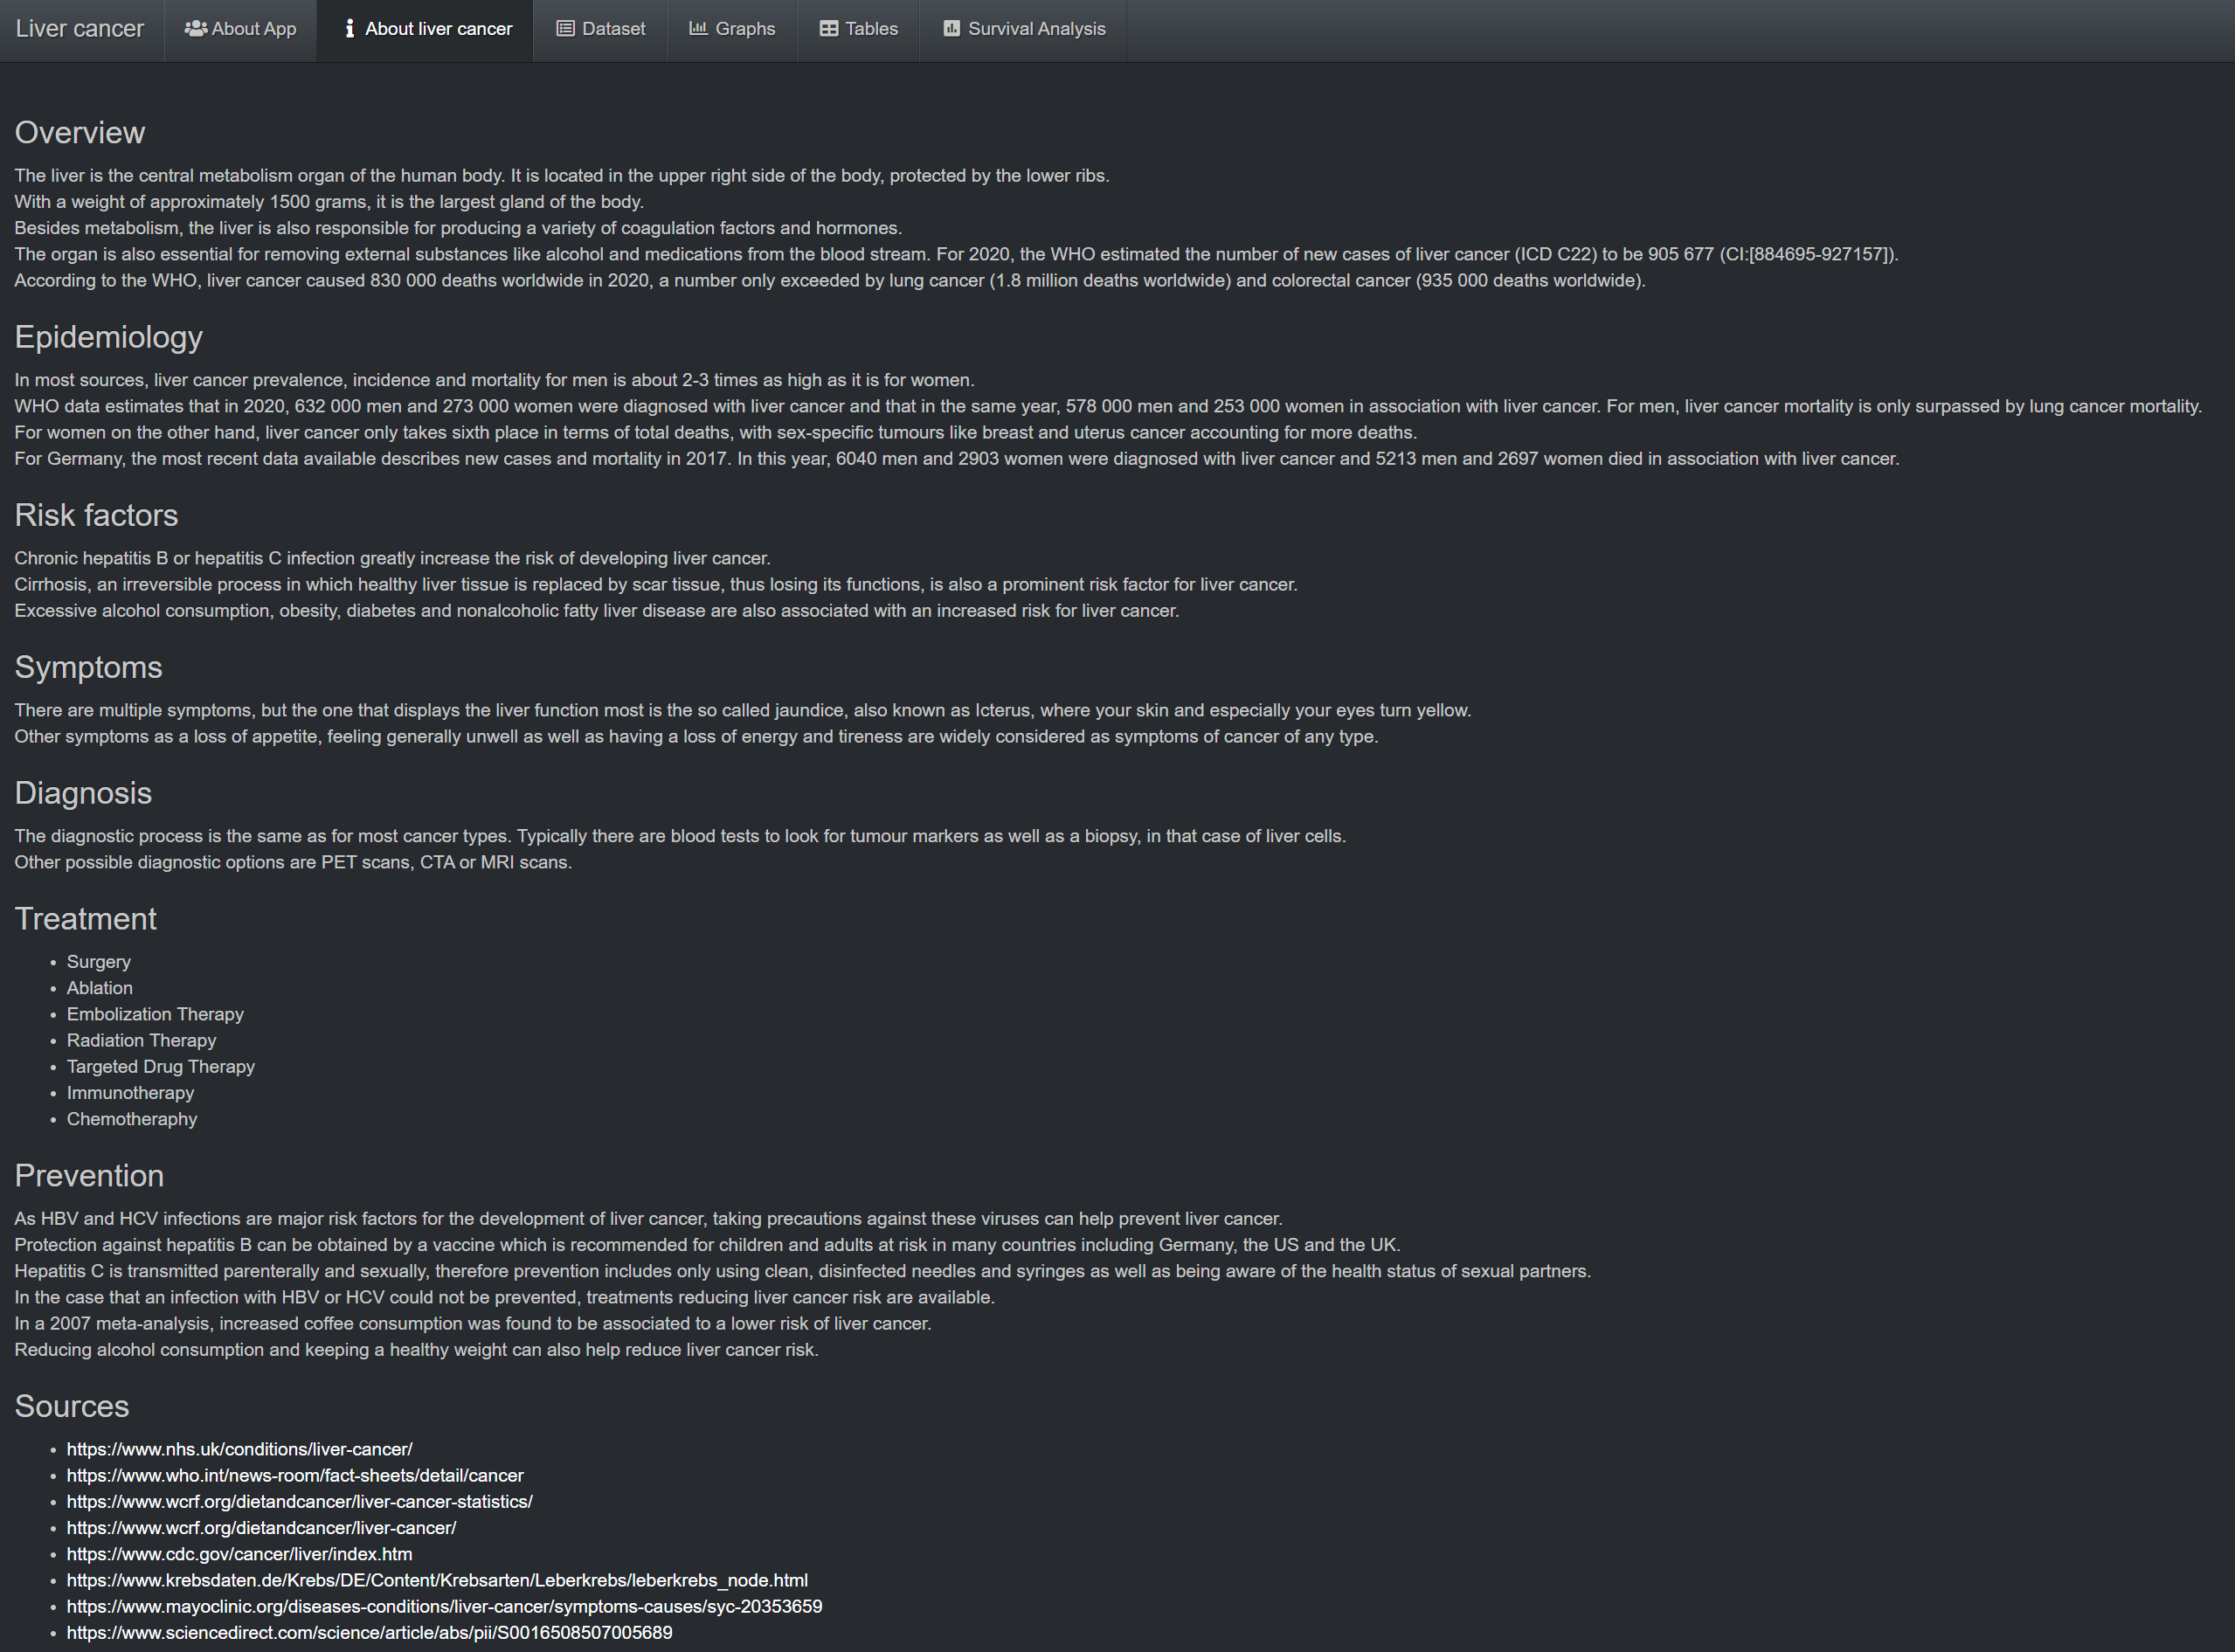 Liver cancer About App About liver cancer Dataset Graphs Tables Survival Analysis
Overview
The liver is the central metabolism organ of the human body. It is located in the upper right side of the body, protected by the lower ribs.
With a weight of approximately 1500 grams, it is the largest gland of the body.
Besides metabolism, the liver is also responsible for producing a variety of coagulation factors and hormones.
The organ is also essential for removing external substances like alcohol and medications from the blood stream. For 2020, the WHO estimated the number of new cases of liver cancer (ICD C22) to be 905 677 (CI:[884695-927157]).
According to the WHO, liver cancer caused 830 000 deaths worldwide in 2020, a number only exceeded by lung cancer (1.8 million deaths worldwide) and colorectal cancer (935 000 deaths worldwide).
Epidemiology
In most sources, liver cancer prevalence, incidence and mortality for men is about 2-3 times as high as it is for women.
WHO data estimates that in 2020, 632 000 men and 273 000 women were diagnosed with liver cancer and that in the same year, 578 000 men and 253 000 women in association with liver cancer. For men, liver cancer mortality is only surpassed by lung cancer mortality.
For women on the other hand, liver cancer only takes sixth place in terms of total deaths, with sex-specific tumours like breast and uterus cancer accounting for more deaths.
For Germany, the most recent data available describes new cases and mortality in 2017. In this year, 6040 men and 2903 women were diagnosed with liver cancer and 5213 men and 2697 women died in association with liver cancer.
Risk factors
Chronic hepatitis B or hepatitis C infection greatly increase the risk of developing liver cancer.
Cirrhosis, an irreversible process in which healthy liver tissue is replaced by scar tissue, thus losing its functions, is also a prominent risk factor for liver cancer.
Excessive alcohol consumption, obesity, diabetes and nonalcoholic fatty liver disease are also associated with an increased risk for liver cancer.
Symptoms
There are multiple symptoms, but the one that displays the liver function most is the so called jaundice, also known as Icterus, where your skin and especially your eyes turn yellow.
Other symptoms as a loss of appetite, feeling generally unwell as well as having a loss of energy and tireness are widely considered as symptoms of cancer of any type.
Diagnosis
The diagnostic process is the same as for most cancer types. Typically there are blood tests to look for tumour markers as well as a biopsy, in that case of liver cells.
Other possible diagnostic options are PET scans, CTA or MRI scans.
Treatment
• Surgery
• Ablation
• Embolization Therapy
• Radiation Therapy
• Targeted Drug Therapy
• Immunotherapy
• Chemotheraphy
Prevention
As HBV and HCV infections are major risk factors for the development of liver cancer, taking precautions against these viruses can help prevent liver cancer.
Protection against hepatitis B can be obtained by a vaccine which is recommended for children and adults at risk in many countries including Germany, the US and the UK.
Hepatitis C is transmitted parenterally and sexually, therefore prevention includes only using clean, disinfected needles and syringes as well as being aware of the health status of sexual partners.
In the case that an infection with HBV or HCV could not be prevented, treatments reducing liver cancer risk are available.
In a 2007 meta-analysis, increased coffee consumption was found to be associated to a lower risk of liver cancer.
Reducing alcohol consumption and keeping a healthy weight can also help reduce liver cancer risk.
Sources
• https://www.nhs.uk/conditions/liver-cancer/
• https://www.who.int/news-room/fact-sheets/detail/cancer
• https://www.wcrf.org/dietandcancer/liver-cancer-statistics/
• https://www.wcrf.org/dietandcancer/liver-cancer/
• https://www.cdc.gov/cancer/liver/index.htm
• https://www.krebsdaten.de/Krebs/DE/Content/Krebsarten/Leberkrebs/leberkrebs_node.html
• https://www.mayoclinic.org/diseases-conditions/liver-cancer/symptoms-causes/syc-20353659
• https://www.sciencedirect.com/science/article/abs/pii/S0016508507005689